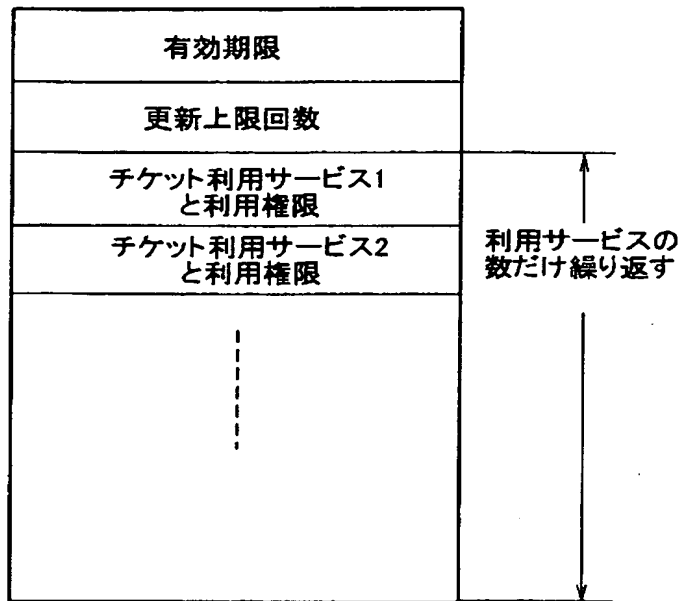 有効期限
更新上限回数
チケット利用サービス1
と利用権限
チケット利用サービス2
と利用権限
利用サービスの
数だけ繰り返す